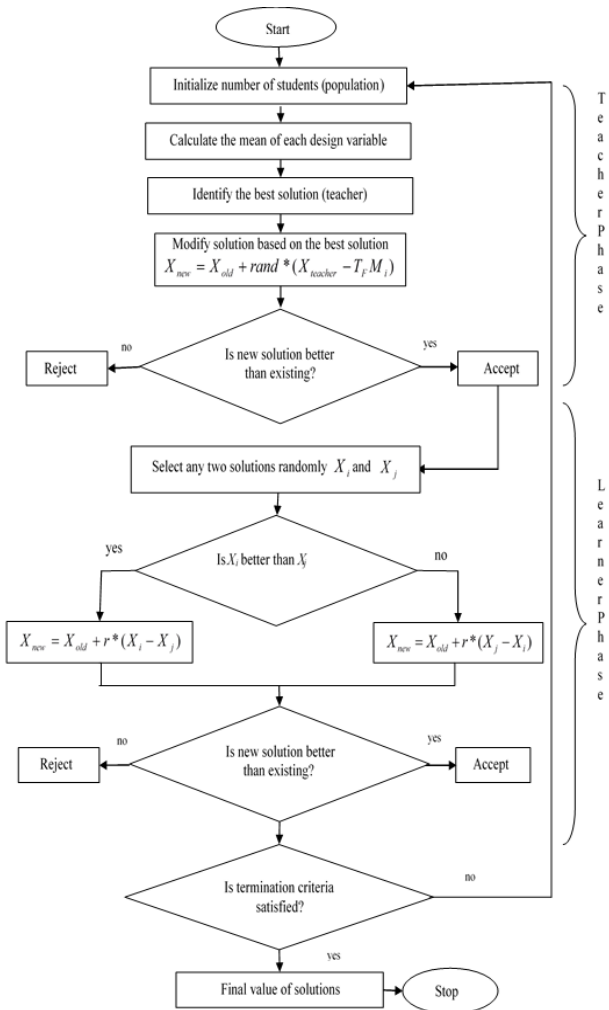 Start
Initialize number of students (population)
Calculate the mean of each design variable
Identify the best solution (teacher)
Modify solution based on the best solution
X_new = X_old + rand * (X_teacher − T_F M_i)
Is new solution better
than existing?
no
yes
Reject
Accept
Teacher Phase
Select any two solutions randomly X_i and X_j
Is X_i better than X_j
yes
no
X_new = X_old + r * (X_i − X_j)
X_new = X_old + r * (X_j − X_i)
Learner Phase
Is new solution better
than existing?
no
yes
Reject
Accept
Is termination criteria
satisfied?
no
yes
Final value of solutions
Stop